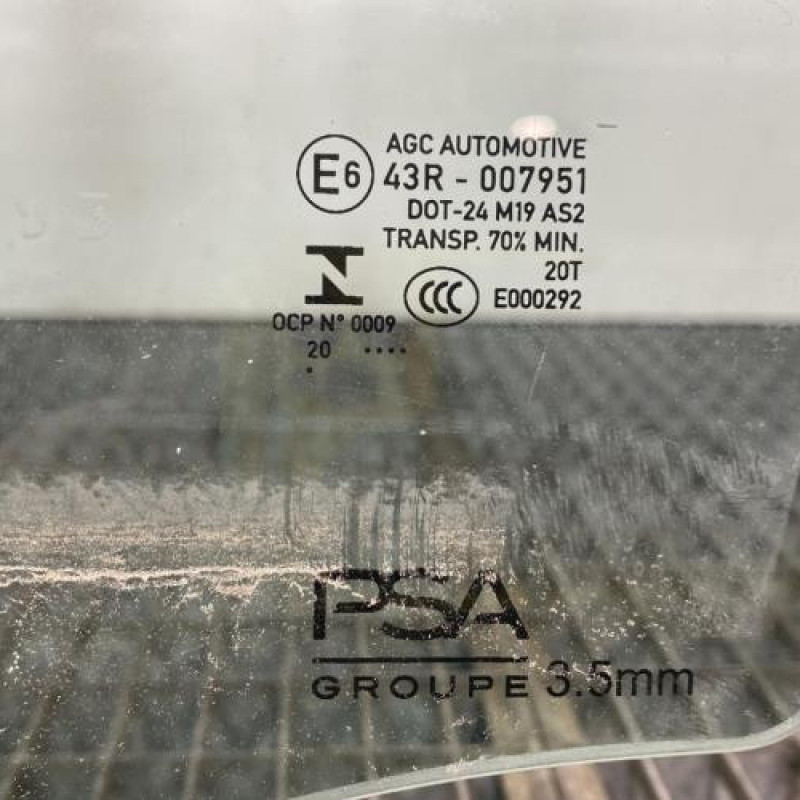 AGC AUTOMOTIVE
E6 43R - 007951
DOT-24 M19 AS2
TRANSP. 70% MIN.
20T
CCC E000292
OCP N° 0009
20 ....
.
PSA
GROUPE 3.5mm